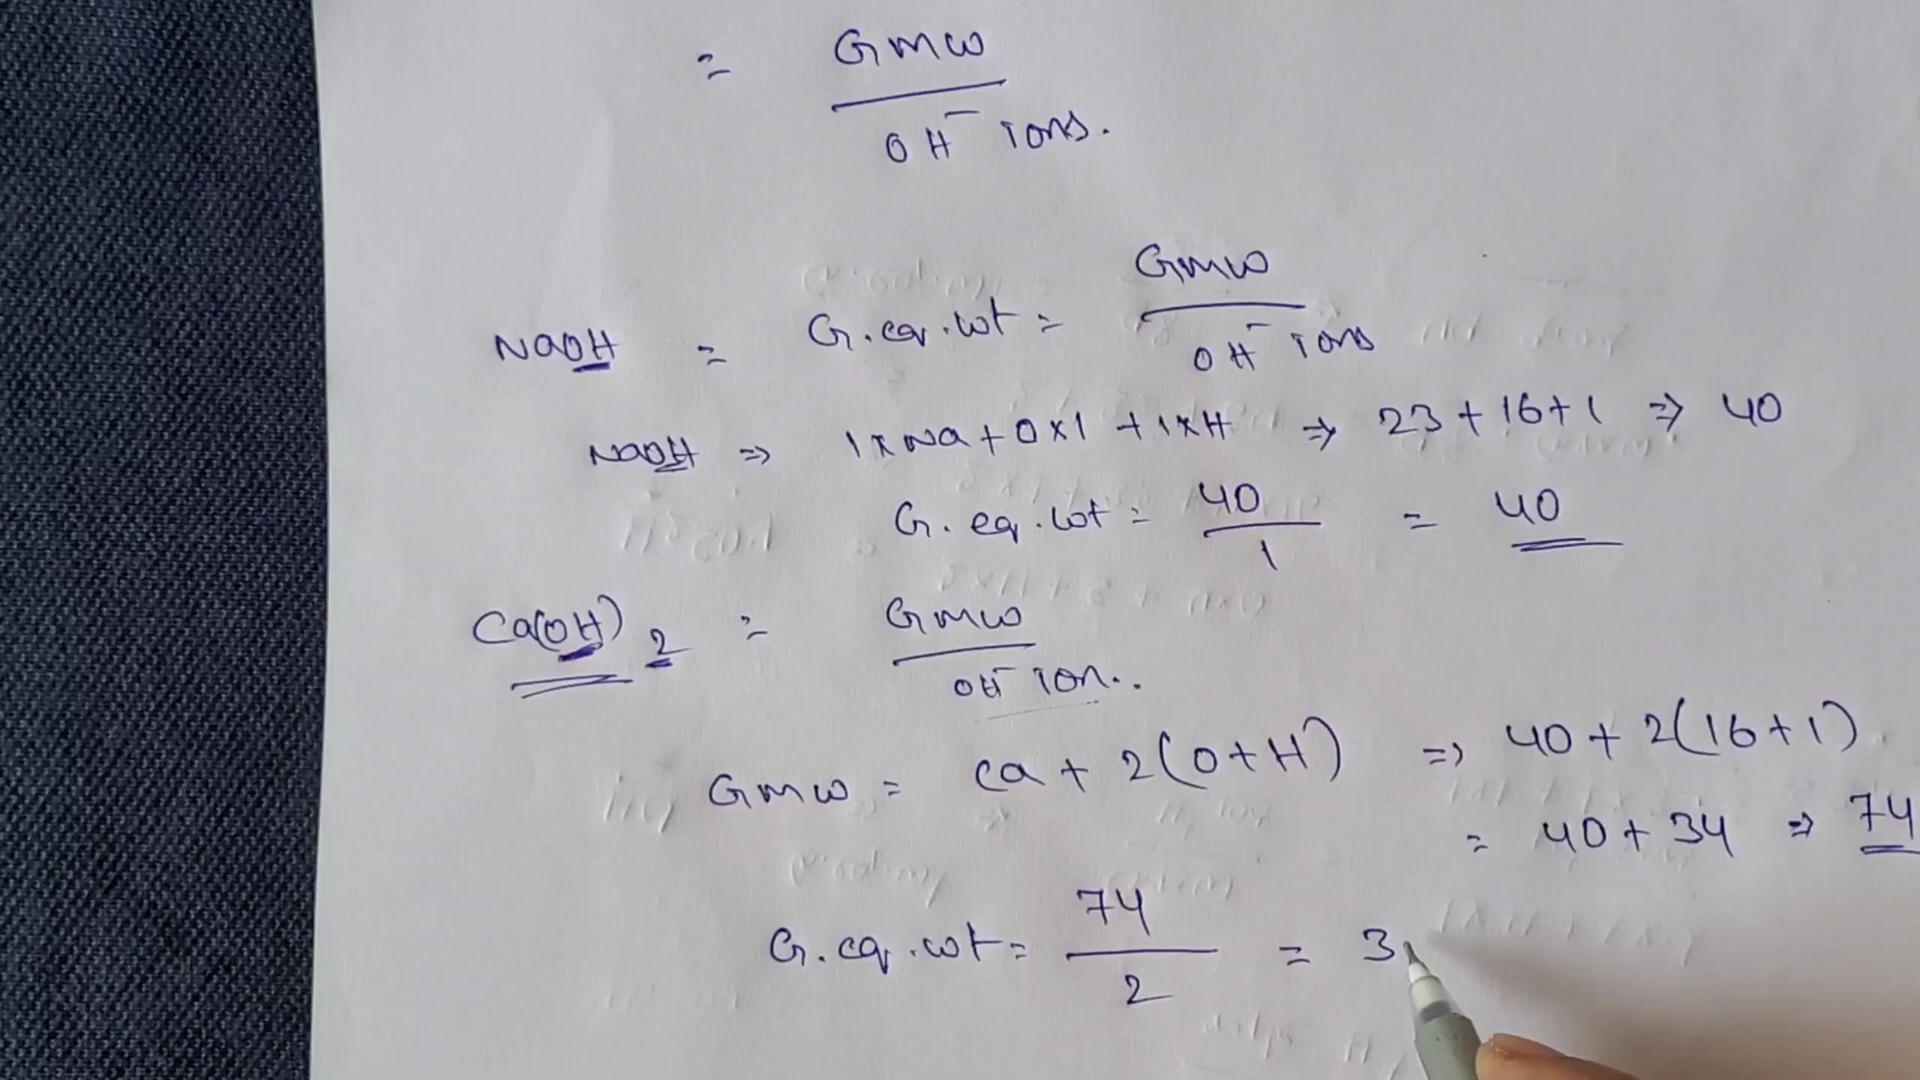 = GMW
OH⁻ ions.
NaOH = G.eq.wt = GMW
OH⁻ ions
NaOH ⇒ 1×Na + O×1 + 1×H ⇒ 23 + 16 + 1 ⇒ 40
G.eq.wt = 40 = 40
1
Ca(OH)2 = GMW
OH⁻ ion..
GMW = Ca + 2(O+H) ⇒ 40 + 2(16+1)
= 40 + 34 ⇒ 74
G.eq.wt = 74 = 3
2